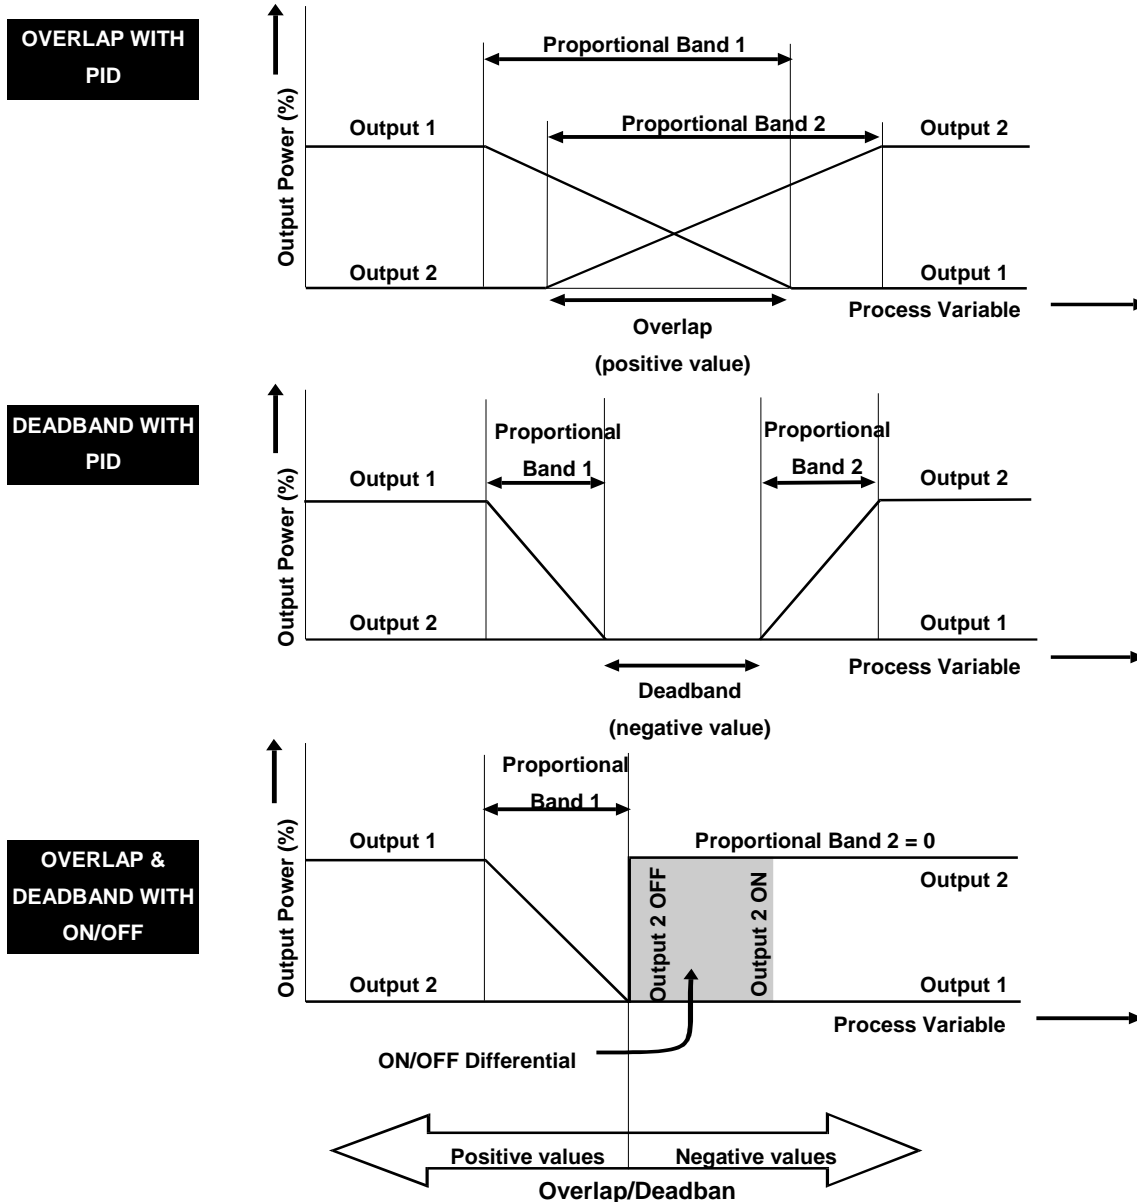 OVERLAP WITH
PID
Output Power (%)
Proportional Band 1
Output 1
Proportional Band 2
Output 2
Output 2
Output 1
Process Variable
Overlap
(positive value)
DEADBAND WITH
PID
Output Power (%)
Proportional
Band 1
Proportional
Band 2
Output 1
Output 2
Output 2
Output 1
Process Variable
Deadband
(negative value)
OVERLAP &
DEADBAND WITH
ON/OFF
Output Power (%)
Proportional
Band 1
Output 1
Proportional Band 2 = 0
Output 2
Output 2 OFF
Output 2 ON
Output 2
Output 1
Process Variable
ON/OFF Differential
Positive values
Negative values
Overlap/Deadban